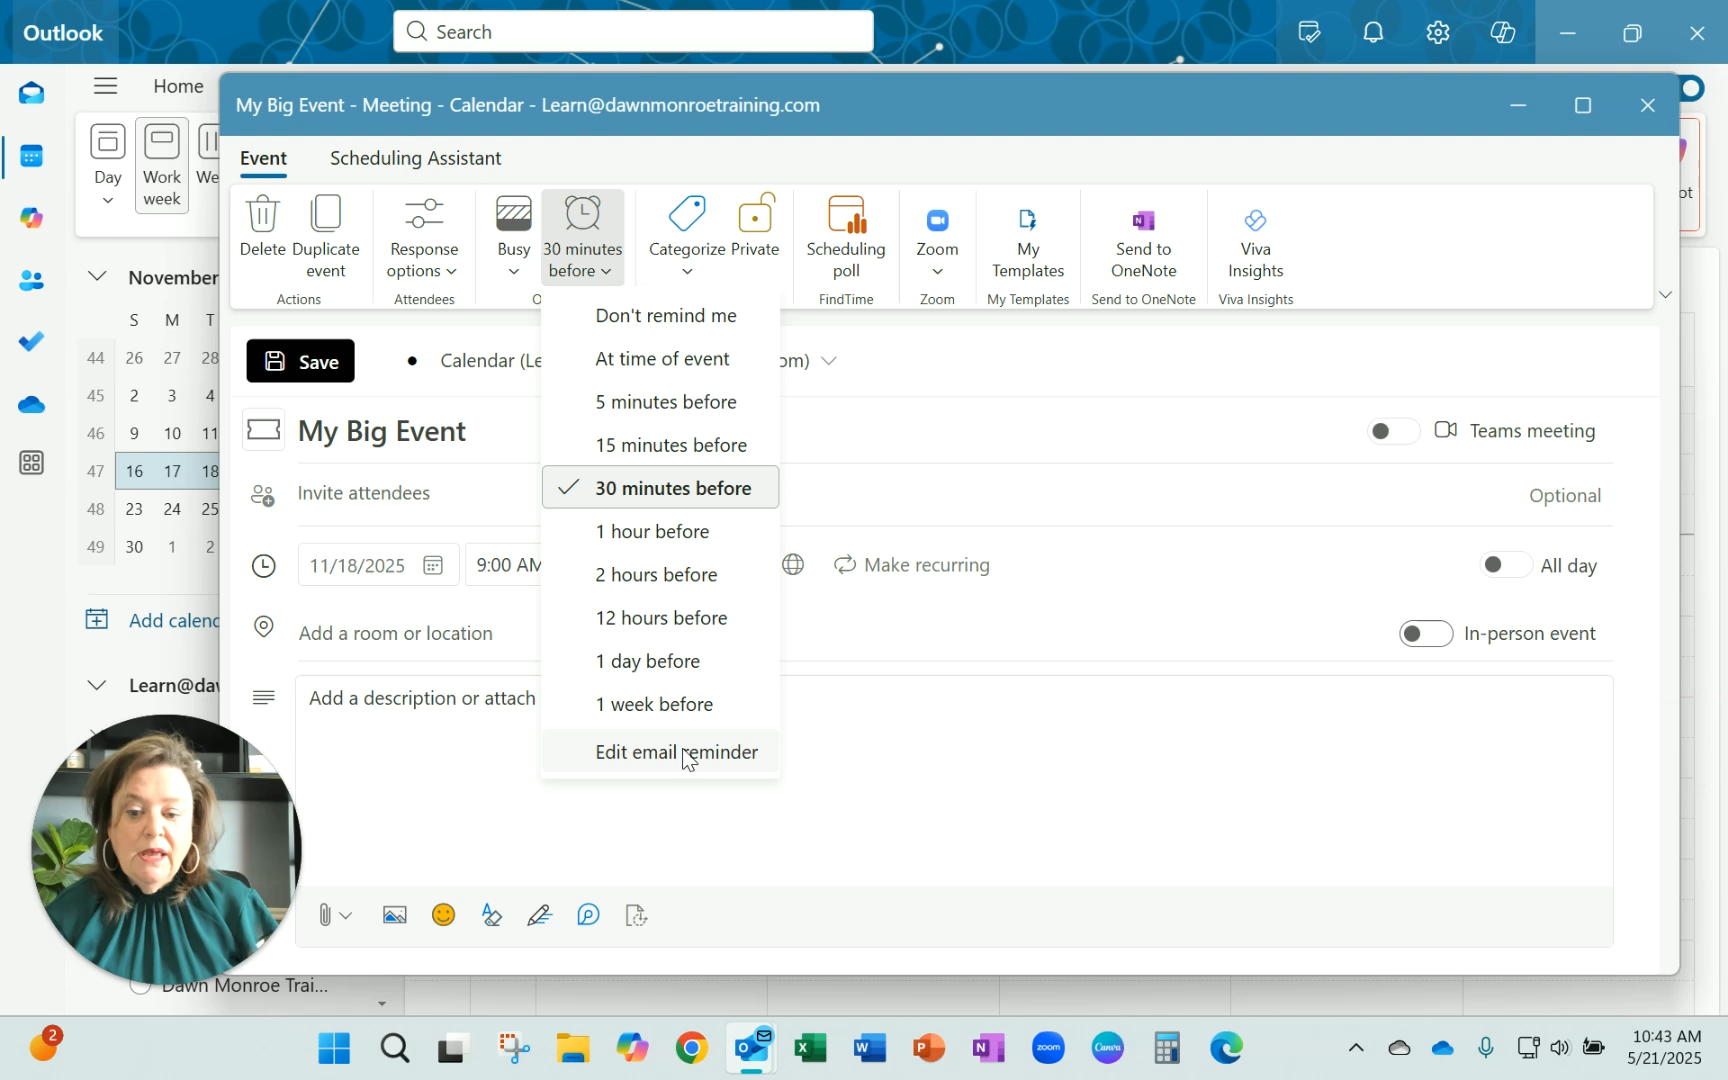 Outlook
Search
Home
My Big Event - Meeting - Calendar - Learn@dawnmonroetraining.com
Event
Scheduling Assistant
Day
Work week
We
Delete
Duplicate event
Response options
Busy
30 minutes before
Categorize
Private
Scheduling poll
Zoom
My Templates
Send to OneNote
Viva Insights
ot
Actions
Attendees
O
FindTime
Zoom
My Templates
Send to OneNote
Viva Insights
November
S M T
44 26 27 28
45 2 3 4
46 9 10 11
47 16 17 18
48 23 24 25
49 30 1 2
Add calend
Learn@daw
Dawn Monroe Trai...
Save
Calendar (Le
om)
My Big Event
Teams meeting
Invite attendees
Optional
11/18/2025
9:00 AM
Make recurring
All day
Add a room or location
In-person event
Add a description or attach
Don't remind me
At time of event
5 minutes before
15 minutes before
30 minutes before
1 hour before
2 hours before
12 hours before
1 day before
1 week before
Edit email reminder
2
zoom
Canva
10:43 AM
5/21/2025